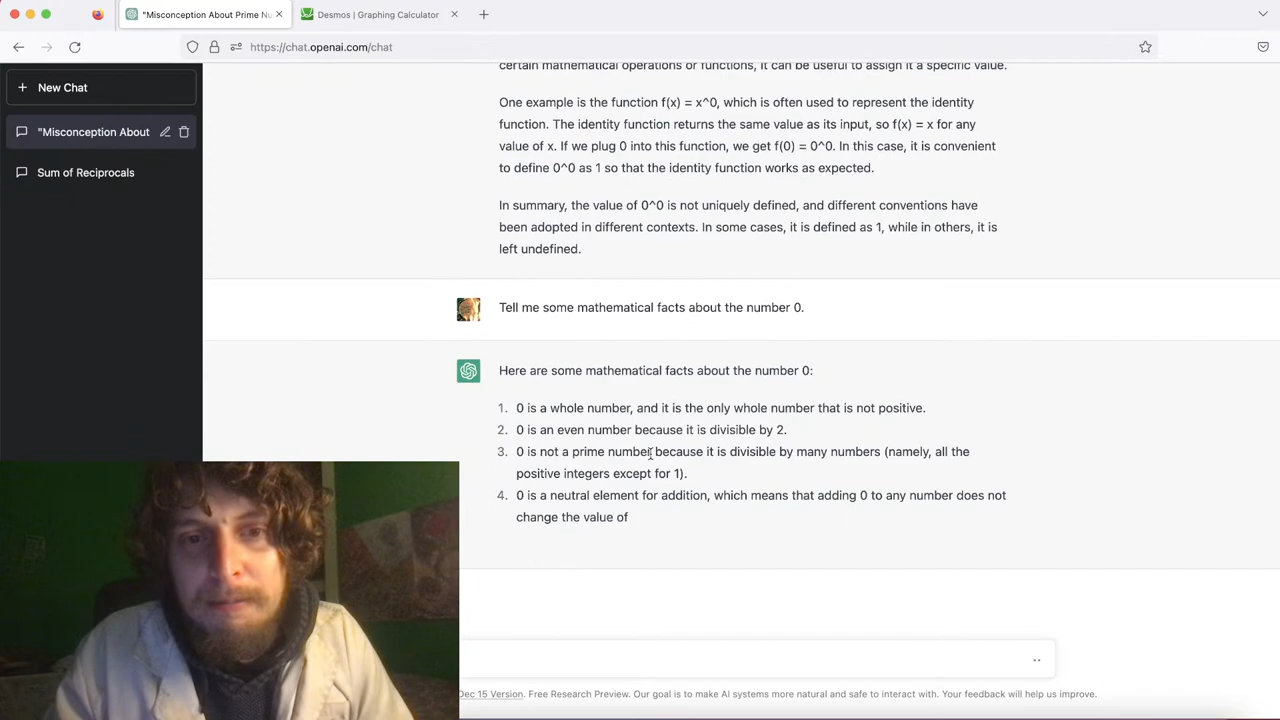 "Misconception About Prime Nu
Desmos | Graphing Calculator
https://chat.openai.com/chat
New Chat
"Misconception About
Sum of Reciprocals
certain mathematical operations or functions, it can be useful to assign it a specific value.
One example is the function f(x) = x^0, which is often used to represent the identity
function. The identity function returns the same value as its input, so f(x) = x for any
value of x. If we plug 0 into this function, we get f(0) = 0^0. In this case, it is convenient
to define 0^0 as 1 so that the identity function works as expected.
In summary, the value of 0^0 is not uniquely defined, and different conventions have
been adopted in different contexts. In some cases, it is defined as 1, while in others, it is
left undefined.
Tell me some mathematical facts about the number 0.
Here are some mathematical facts about the number 0:
1. 0 is a whole number, and it is the only whole number that is not positive.
2. 0 is an even number because it is divisible by 2.
3. 0 is not a prime number because it is divisible by many numbers (namely, all the
positive integers except for 1).
4. 0 is a neutral element for addition, which means that adding 0 to any number does not
change the value of
Dec 15 Version. Free Research Preview. Our goal is to make AI systems more natural and safe to interact with. Your feedback will help us improve.